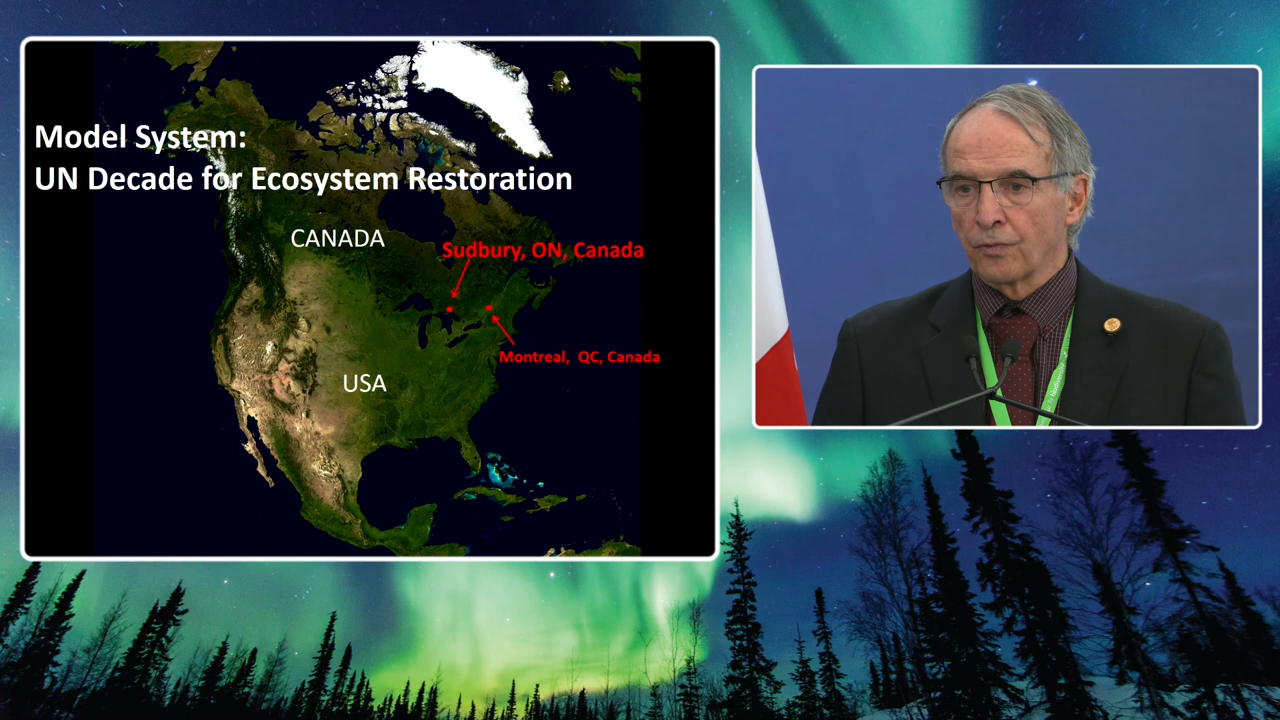 Model System:
UN Decade for Ecosystem Restoration
CANADA
Sudbury, ON, Canada
Montreal, QC, Canada
USA